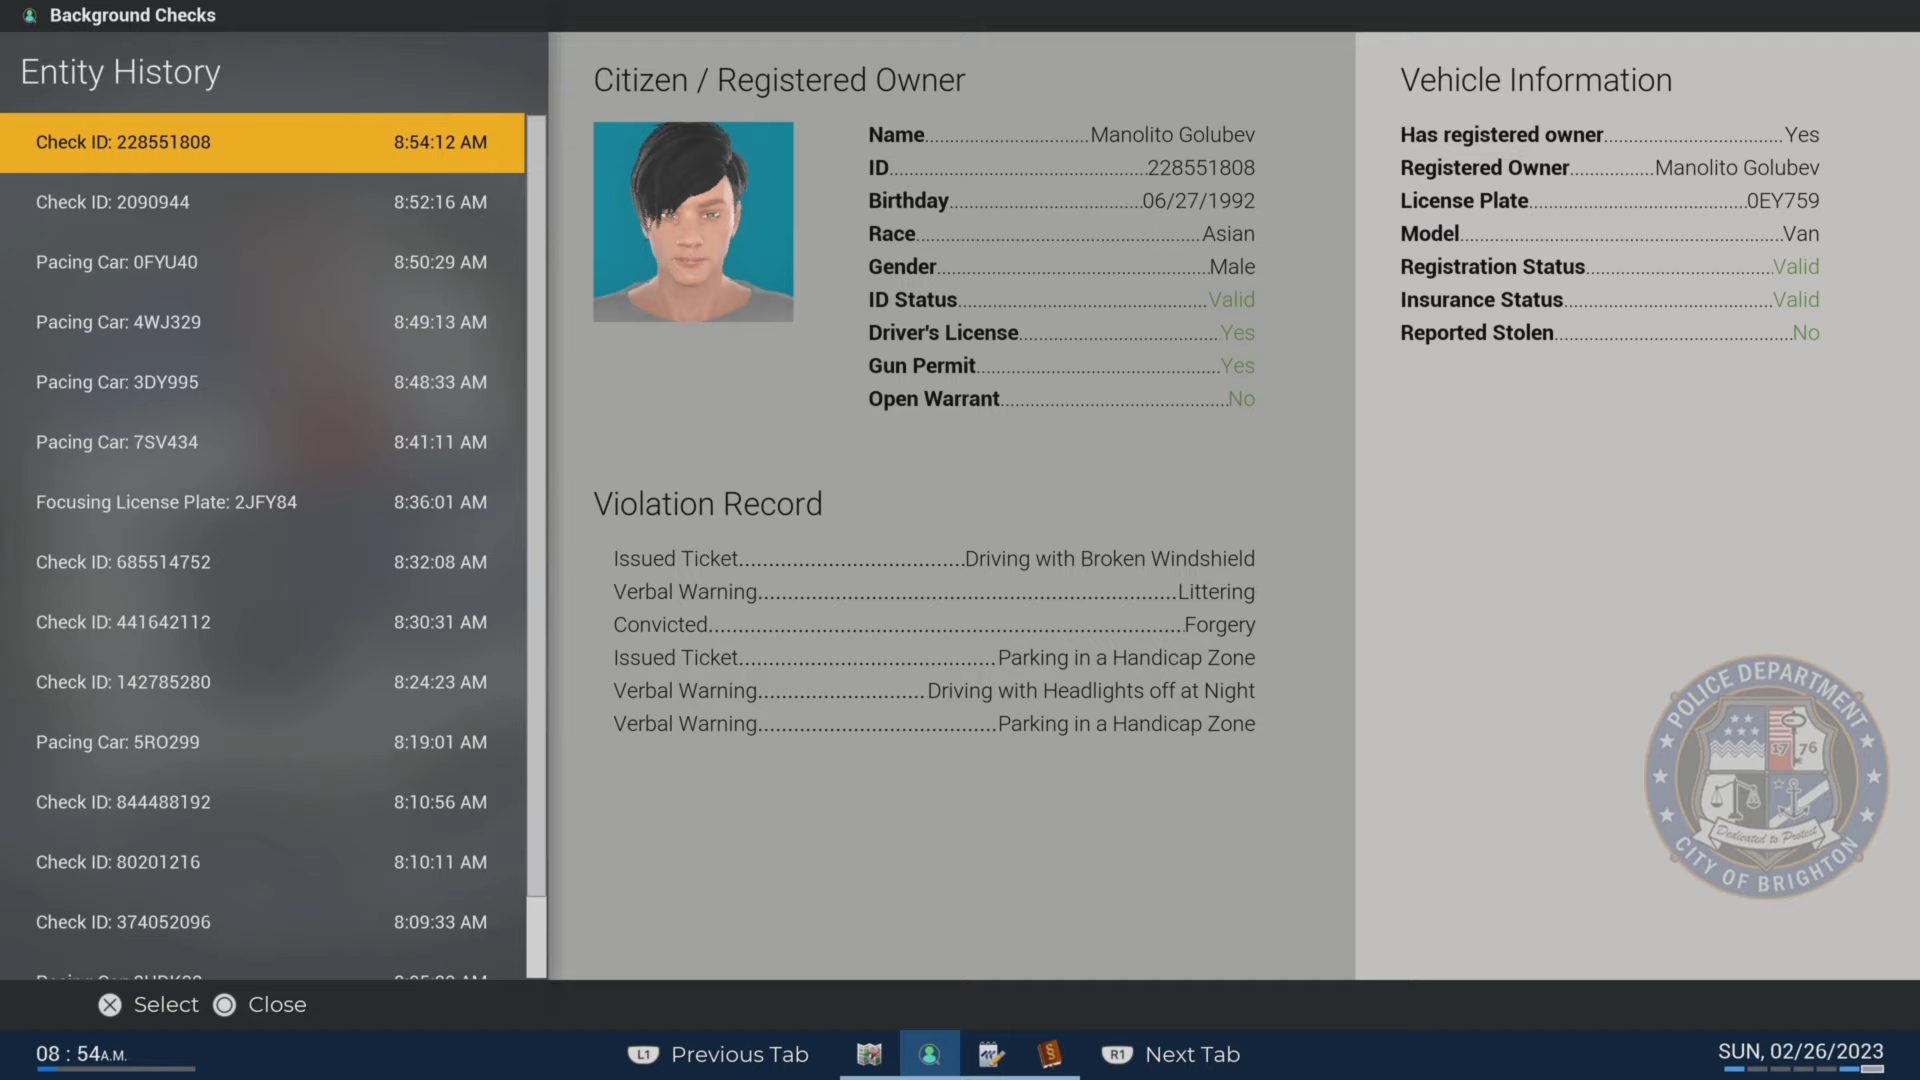 Background Checks
Entity History
Check ID: 228551808 8:54:12 AM
Check ID: 2090944 8:52:16 AM
Pacing Car: 0FYU40 8:50:29 AM
Pacing Car: 4WJ329 8:49:13 AM
Pacing Car: 3DY995 8:48:33 AM
Pacing Car: 7SV434 8:41:11 AM
Focusing License Plate: 2JFY84 8:36:01 AM
Check ID: 685514752 8:32:08 AM
Check ID: 441642112 8:30:31 AM
Check ID: 142785280 8:24:23 AM
Pacing Car: 5RO299 8:19:01 AM
Check ID: 844488192 8:10:56 AM
Check ID: 80201216 8:10:11 AM
Check ID: 374052096 8:09:33 AM
Citizen / Registered Owner
Name........................Manolito Golubev
ID........................228551808
Birthday........................06/27/1992
Race........................Asian
Gender........................Male
ID Status........................Valid
Driver's License........................Yes
Gun Permit........................Yes
Open Warrant........................No
Violation Record
Issued Ticket........................Driving with Broken Windshield
Verbal Warning........................Littering
Convicted........................Forgery
Issued Ticket........................Parking in a Handicap Zone
Verbal Warning........................Driving with Headlights off at Night
Verbal Warning........................Parking in a Handicap Zone
Vehicle Information
Has registered owner........................Yes
Registered Owner........................Manolito Golubev
License Plate........................0EY759
Model........................Van
Registration Status........................Valid
Insurance Status........................Valid
Reported Stolen........................No
POLICE DEPARTMENT
17 76
Dedicated to Protect
CITY OF BRIGHTON
Select Close
08 : 54 A.M.
L1 Previous Tab
§
R1 Next Tab
SUN, 02/26/2023